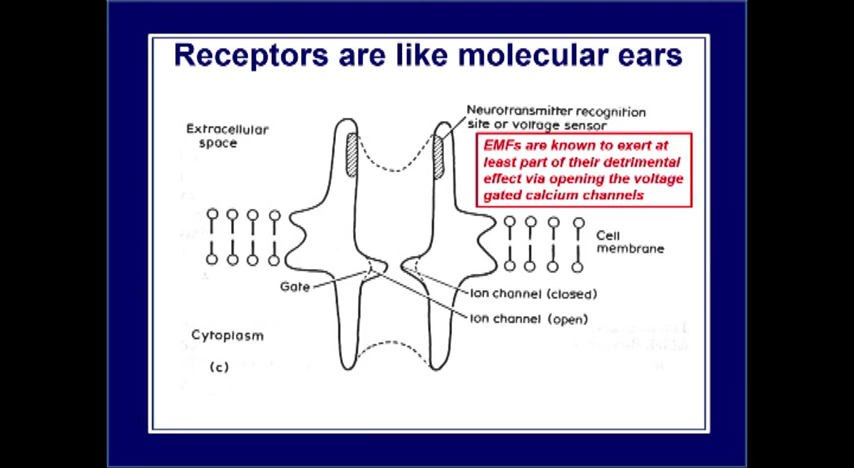 Receptors are like molecular ears
Extracellular
space
Neurotransmitter recognition
site or voltage sensor
EMFs are known to exert at
least part of their detrimental
effect via opening the voltage
gated calcium channels
Cell
membrane
Gate
Ion channel (closed)
Ion channel (open)
Cytoplasm
(c)